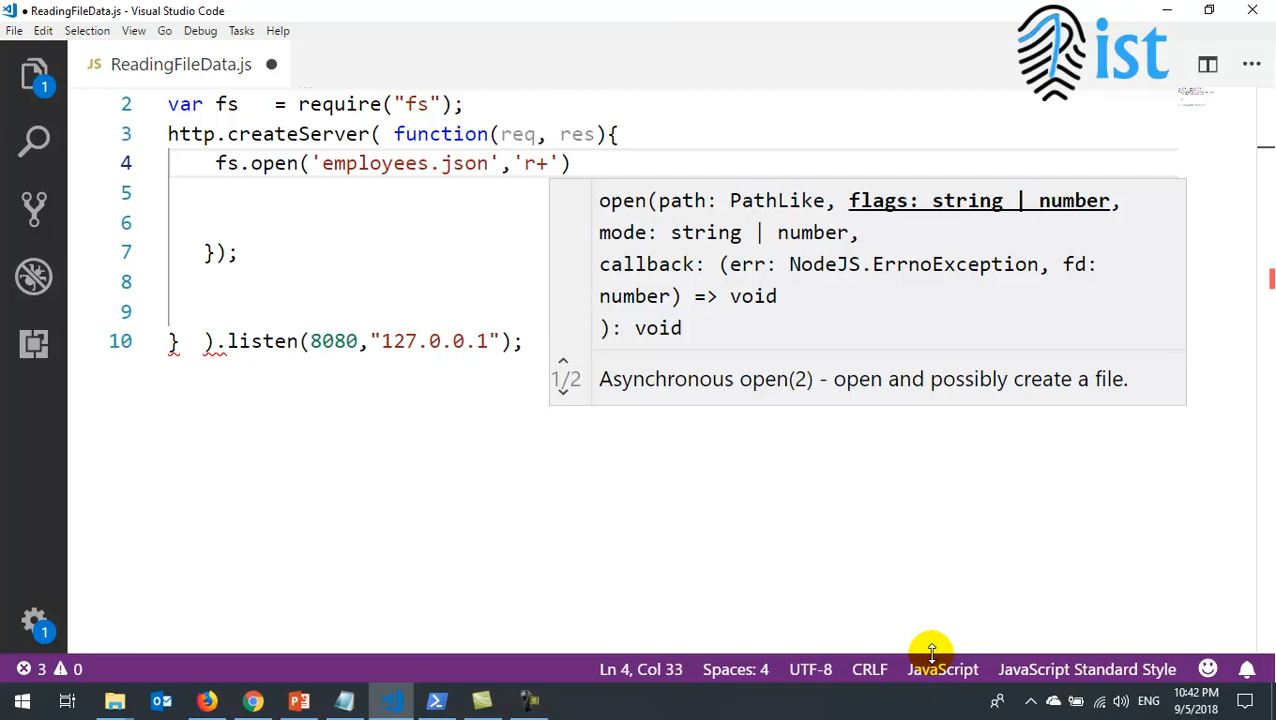 ● ReadingFileData.js - Visual Studio Code
File Edit Selection View Go Debug Tasks Help
ist
JS ReadingFileData.js ●
1
2 var fs = require("fs");
3 http.createServer( function(req, res){
4 fs.open('employees.json','r+')
5
6
7 });
8
9
10 } ).listen(8080,"127.0.0.1");
open(path: PathLike, flags: string | number,
mode: string | number,
callback: (err: NodeJS.ErrnoException, fd:
number) => void
): void
1/2 Asynchronous open(2) - open and possibly create a file.
1
3 0 Ln 4, Col 33 Spaces: 4 UTF-8 CRLF JavaScript JavaScript Standard Style
ENG
10:42 PM
9/5/2018